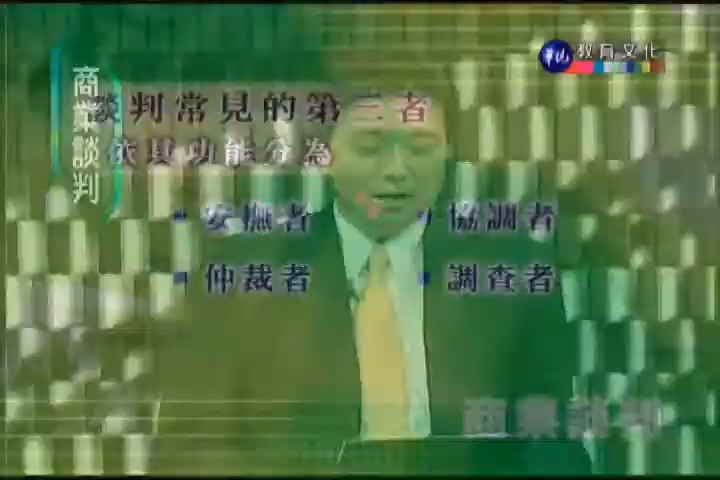 華視 教育文化
商業談判
談判常見的第三者
依其功能分為
安撫者
協調者
仲裁者
調查者
商業談判